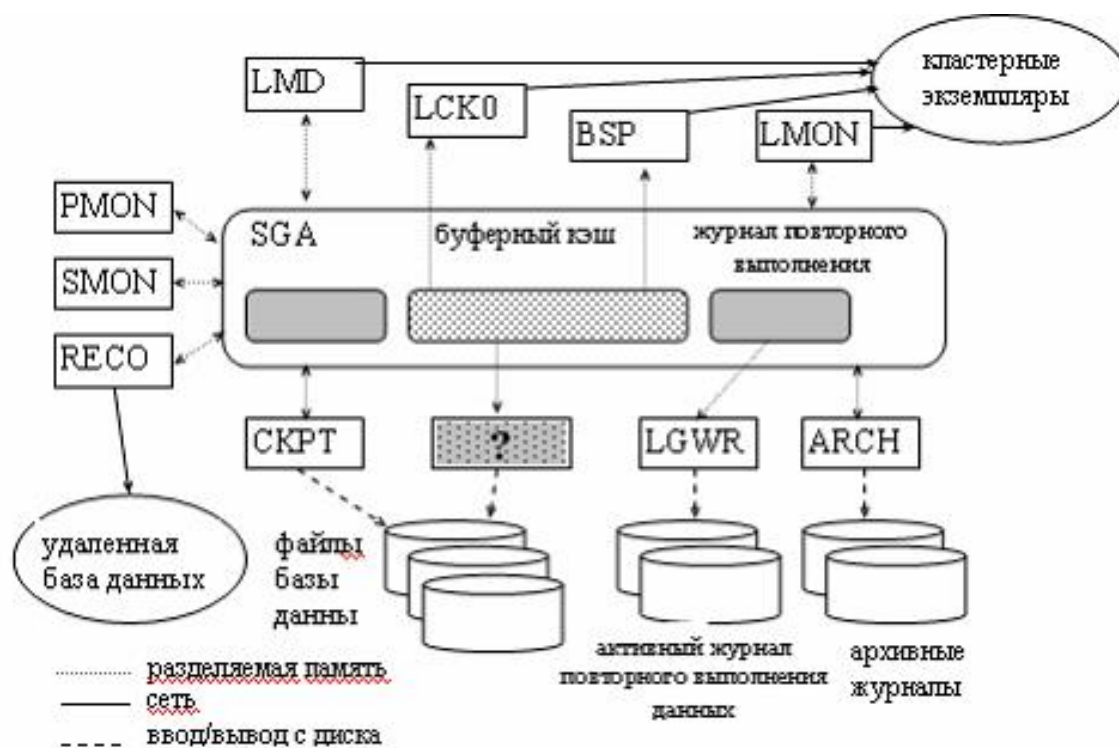 LMD
LCK0
BSP
LMON
кластерные
экземпляры
PMON
SMON
RECO
SGA
буферный кэш
журнал повторного
выполнения
CKPT
?
LGWR
ARCH
удаленная
база данных
файлы
базы
данны
активный журнал
повторного выполнения
данных
архивные
журналы
разделяемая память
сеть
ввод/вывод с диска